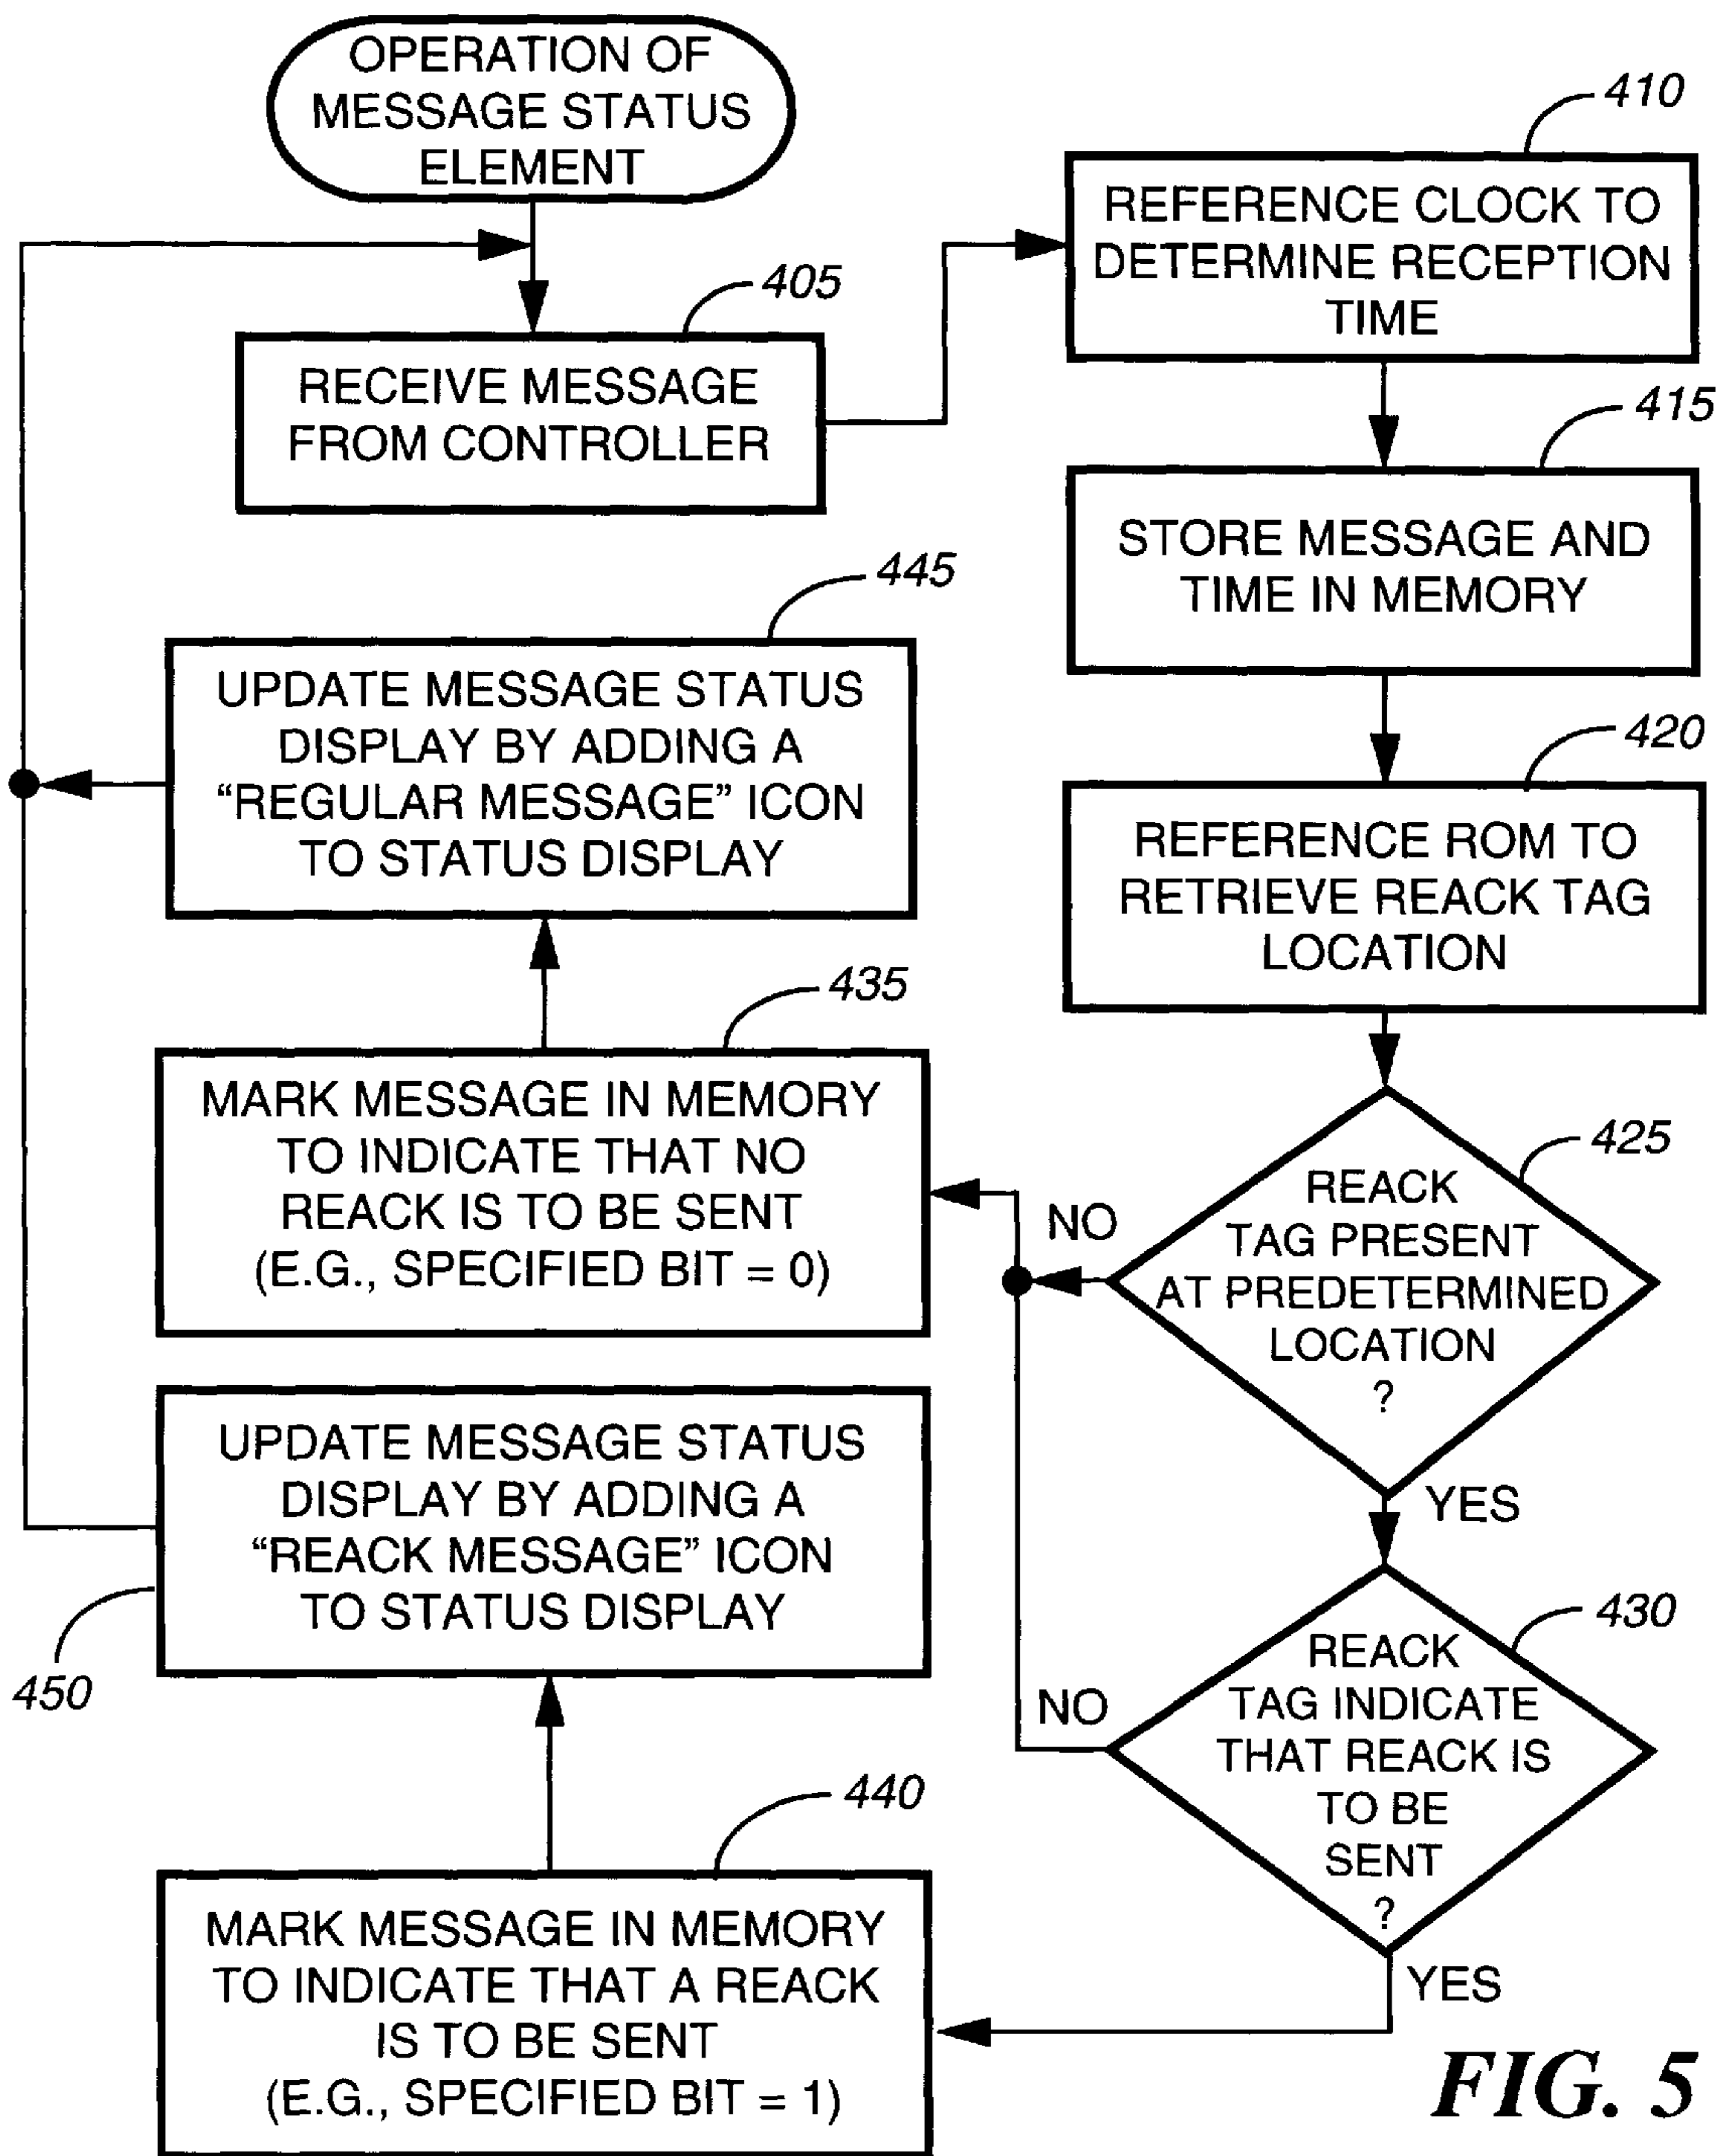 OPERATION OF
MESSAGE STATUS
ELEMENT
405
RECEIVE MESSAGE
FROM CONTROLLER
410
REFERENCE CLOCK TO
DETERMINE RECEPTION
TIME
415
STORE MESSAGE AND
TIME IN MEMORY
420
REFERENCE ROM TO
RETRIEVE REACK TAG
LOCATION
425
REACK
TAG PRESENT
AT PREDETERMINED
LOCATION
?
NO
YES
430
REACK
TAG INDICATE
THAT REACK IS
TO BE
SENT
?
NO
YES
445
UPDATE MESSAGE STATUS
DISPLAY BY ADDING A
“REGULAR MESSAGE” ICON
TO STATUS DISPLAY
435
MARK MESSAGE IN MEMORY
TO INDICATE THAT NO
REACK IS TO BE SENT
(E.G., SPECIFIED BIT = 0)
UPDATE MESSAGE STATUS
DISPLAY BY ADDING A
“REACK MESSAGE” ICON
TO STATUS DISPLAY
450
440
MARK MESSAGE IN MEMORY
TO INDICATE THAT A REACK
IS TO BE SENT
(E.G., SPECIFIED BIT = 1)
FIG. 5